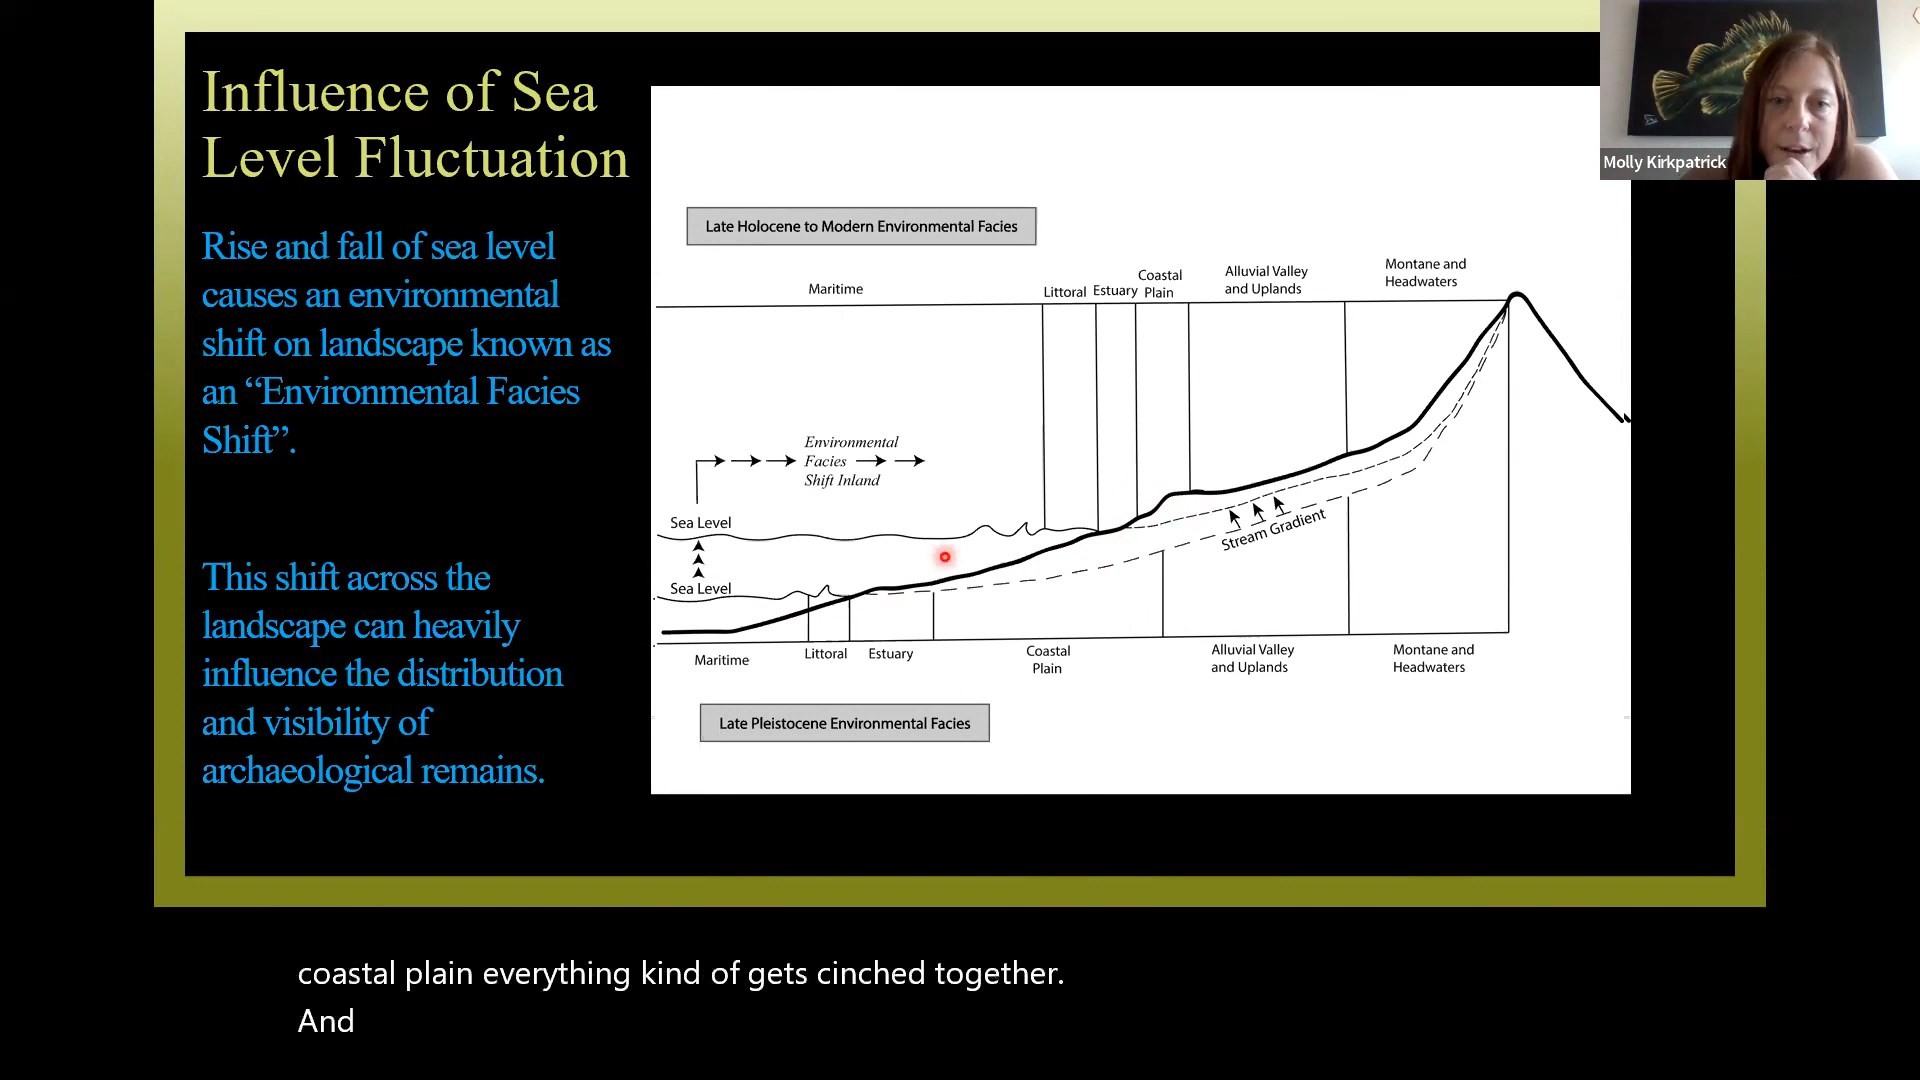 Influence of Sea
Level Fluctuation
Rise and fall of sea level
causes an environmental
shift on landscape known as
an “Environmental Facies
Shift”.
This shift across the
landscape can heavily
influence the distribution
and visibility of
archaeological remains.
Late Holocene to Modern Environmental Facies
Maritime
Littoral
Estuary
Coastal
Plain
Alluvial Valley
and Uplands
Montane and
Headwaters
Environmental
Facies
Shift Inland
Sea Level
Sea Level
Stream Gradient
Maritime
Littoral
Estuary
Coastal
Plain
Alluvial Valley
and Uplands
Montane and
Headwaters
Late Pleistocene Environmental Facies
Molly Kirkpatrick
coastal plain everything kind of gets cinched together.
And